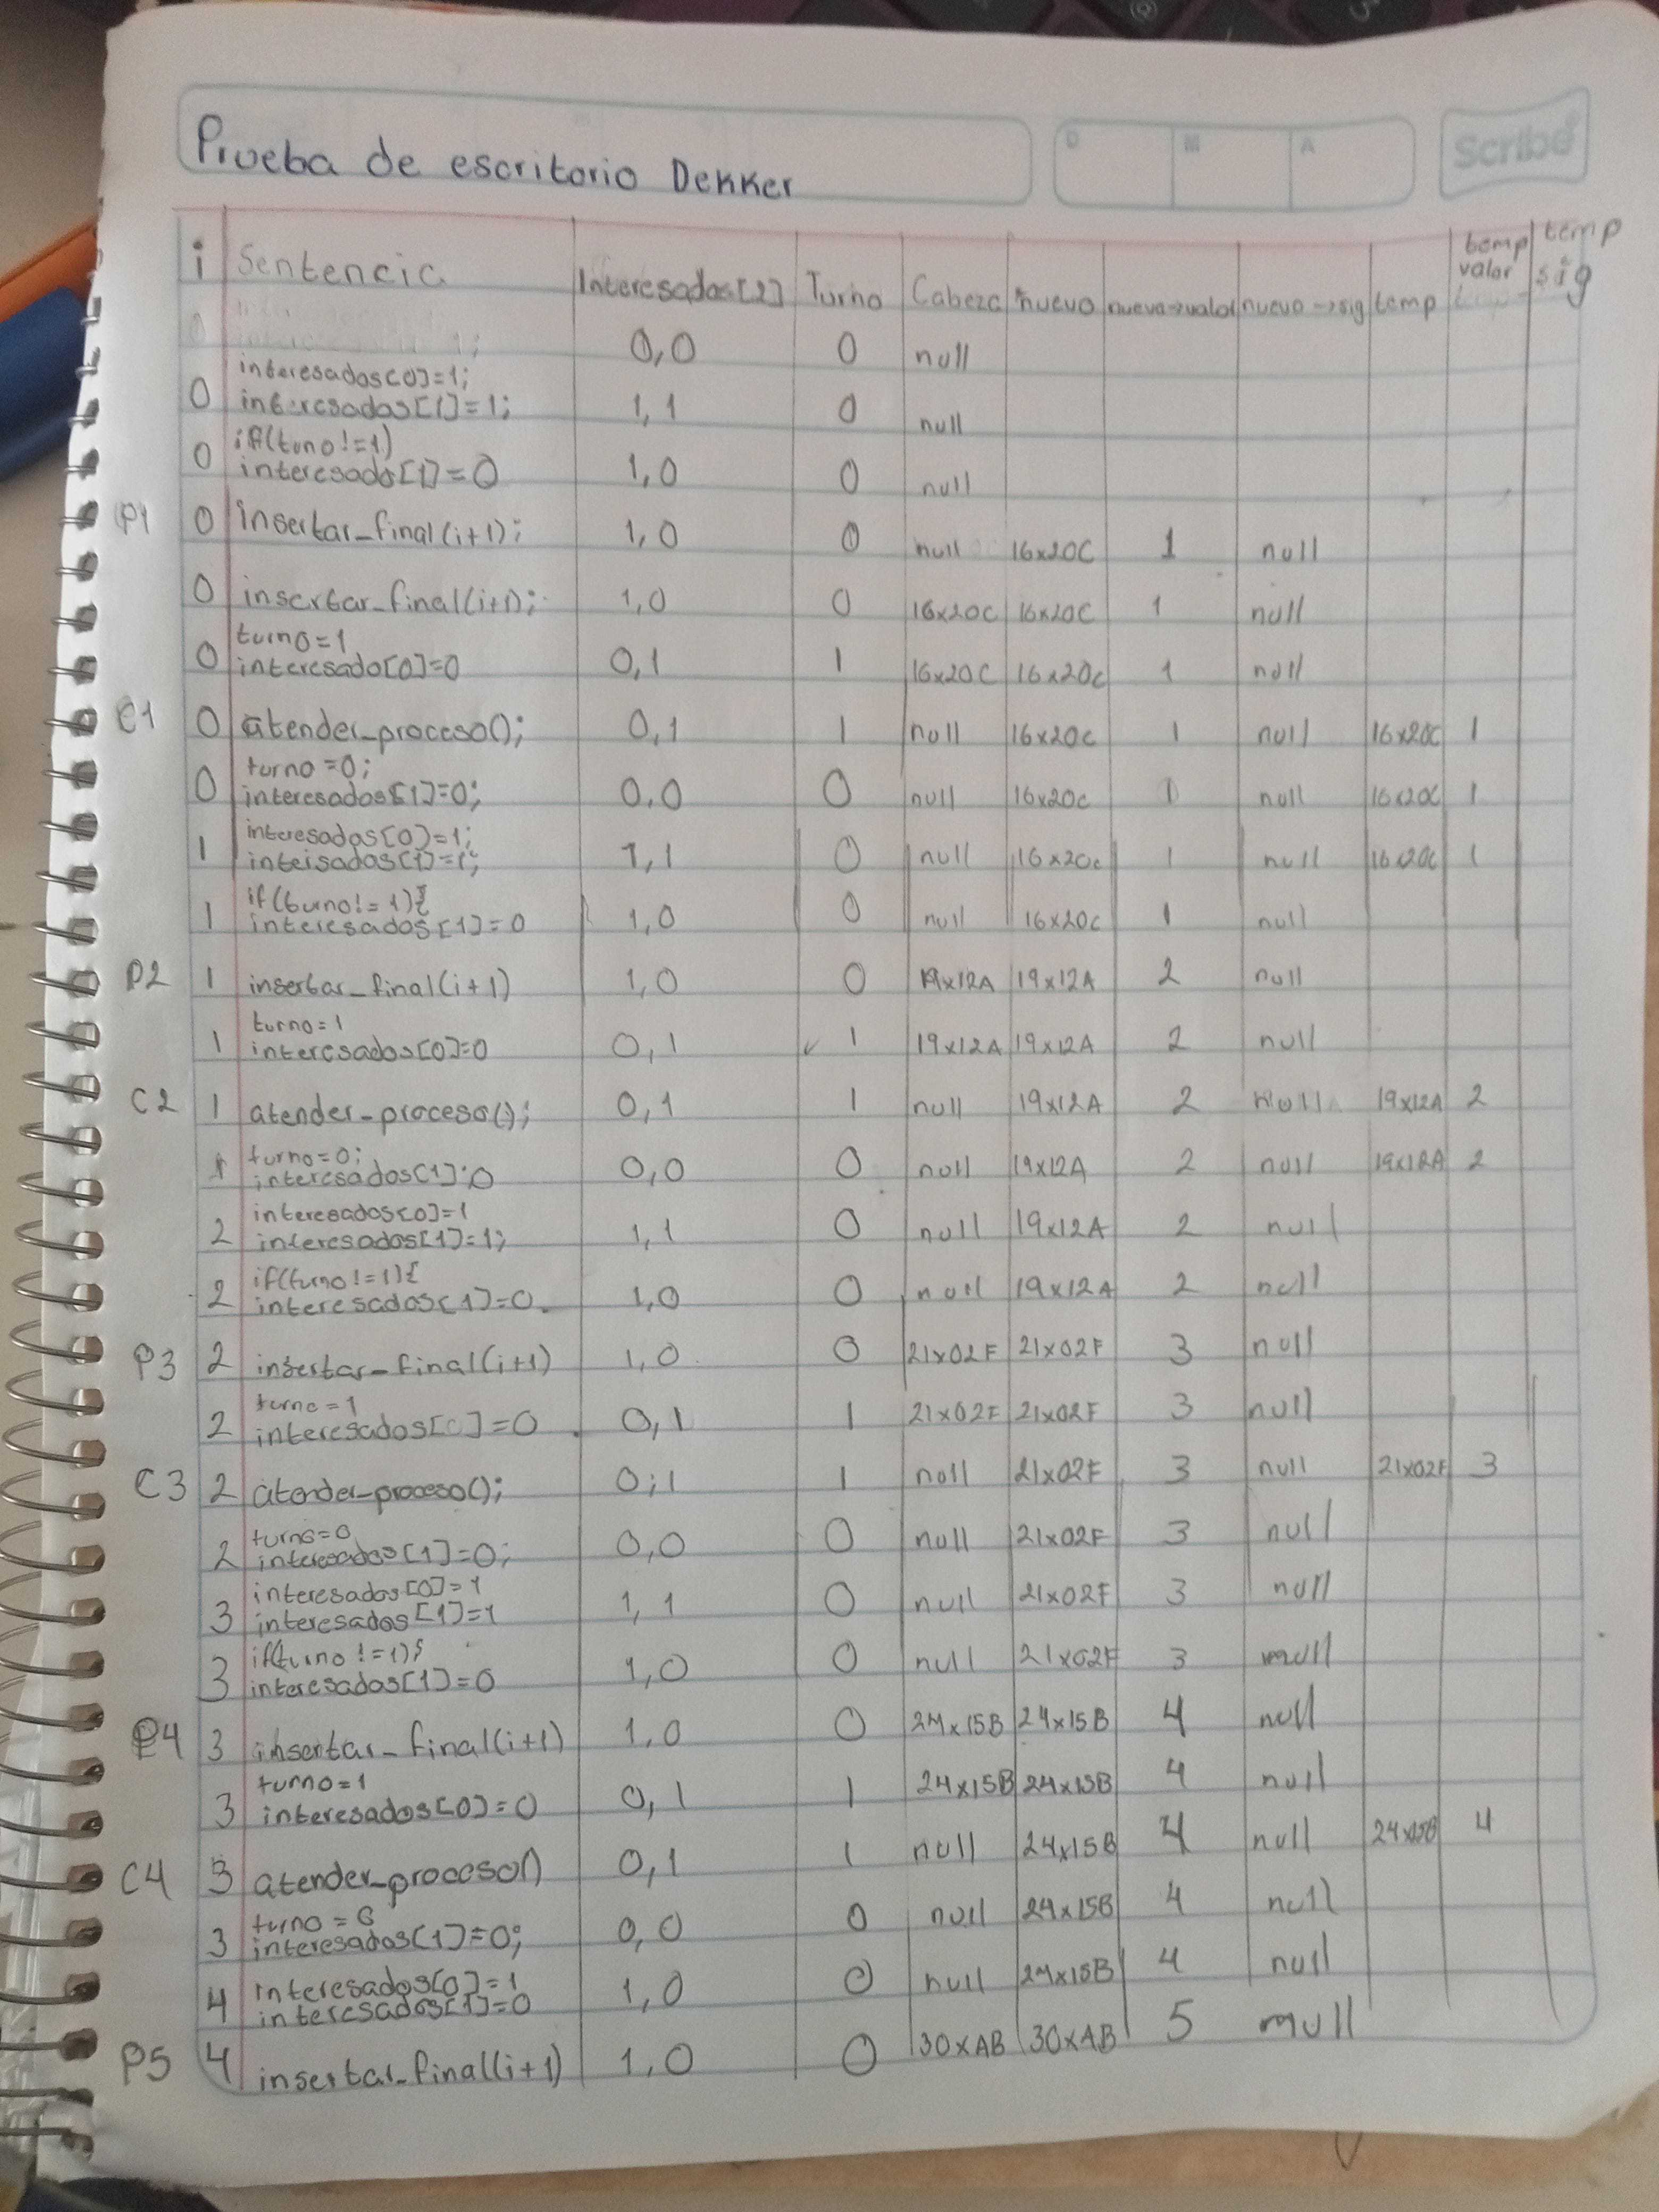 Prueba de escritorio Dekker
D M A
Scribe
i Sentencia Interesados[2] Turno Cabeza nuevo nuevo→valor nuevo→sig temp temp valor temp sig
0,0 0 null
interesados[0]=1;
0 interesados[1]=1; 1,1 0 null
if(tuno!=1)
0 interesado[1]=0 1,0 0 null
P1 0 insertar_final(i+1); 1,0 0 null 16x20C 1 null
0 insertar_final(i+1); 1,0 0 16x20C 16x20C 1 null
turno=1
0 interesado[0]=0 0,1 1 16x20C 16x20c 1 null
C1 0 atender_proceso(); 0,1 1 null 16x20c 1 null 16x20C 1
turno=0;
0 interesados[1]=0; 0,0 0 null 16x20c 1 null 16x20C 1
interesados[0]=1;
1 inteisados[1]=1; 1,1 0 null 16x20c 1 null 16x20C 1
if(turno!=1){
1 interesados[1]=0 1,0 0 null 16x20c 1 null
P2 1 insertar_final(i+1) 1,0 0 19x12A 19x12A 2 null
turno=1
1 interesados[0]=0 0,1 1 19x12A 19x12A 2 null
C2 1 atender_proceso(); 0,1 1 null 19x12A 2 null 19x12A 2
turno=0;
1 interesados[1]=0 0,0 0 null 19x12A 2 null 19x12A 2
interesados[0]=1
2 interesados[1]=1; 1,1 0 null 19x12A 2 null
if(turno!=1){
2 interesados[1]=0. 1,0 0 null 19x12A 2 null
P3 2 insertar_final(i+1) 1,0 0 21x02F 21x02F 3 null
turno=1
2 interesados[0]=0 0,1 1 21x02F 21x02F 3 null
C3 2 atender_proceso(); 0,1 1 null 21x02F 3 null 21x02F 3
turno=0
2 interesados[1]=0; 0,0 0 null 21x02F 3 null
interesados[0]=1
3 interesados[1]=1 1,1 0 null 21x02F 3 null
if(turno!=1){
3 interesados[1]=0 1,0 0 null 21x02F 3 null
P4 3 insertar_final(i+1) 1,0 0 24x15B 24x15B 4 null
turno=1
3 interesados[0]=0 0,1 1 24x15B 24x15B 4 null
C4 3 atender_proceso() 0,1 1 null 24x15B 4 null 24x15B 4
turno=0
3 interesados[1]=0; 0,0 0 null 24x15B 4 null
interesados[0]=1
4 interesados[1]=0 1,0 0 null 24x15B 4 null
P5 4 insertar_final(i+1) 1,0 0 30xAB 30xAB 5 null